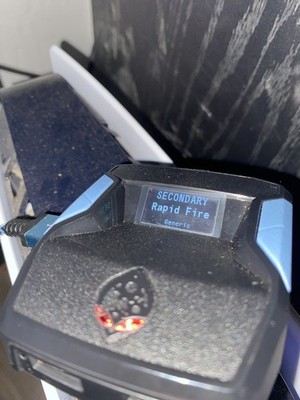 SECONDARY
Rapid Fire
Generic